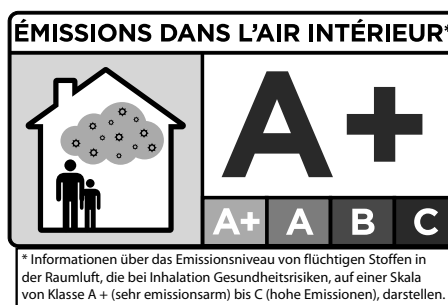 ÉMISSIONS DANS L'AIR INTÉRIEUR*
A+
A+ A B C
* Informationen über das Emissionsniveau von flüchtigen Stoffen in
der Raumluft, die bei Inhalation Gesundheitsrisiken, auf einer Skala
von Klasse A + (sehr emissionsarm) bis C (hohe Emissionen), darstellen.